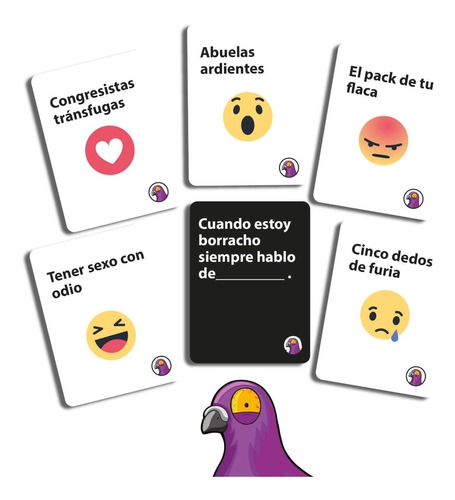 Congresistas
tránsfugas
Abuelas
ardientes
El pack de tu
flaca
Tener sexo con
odio
Cuando estoy
borracho
siempre hablo
de__________ .
Cinco dedos
de furia